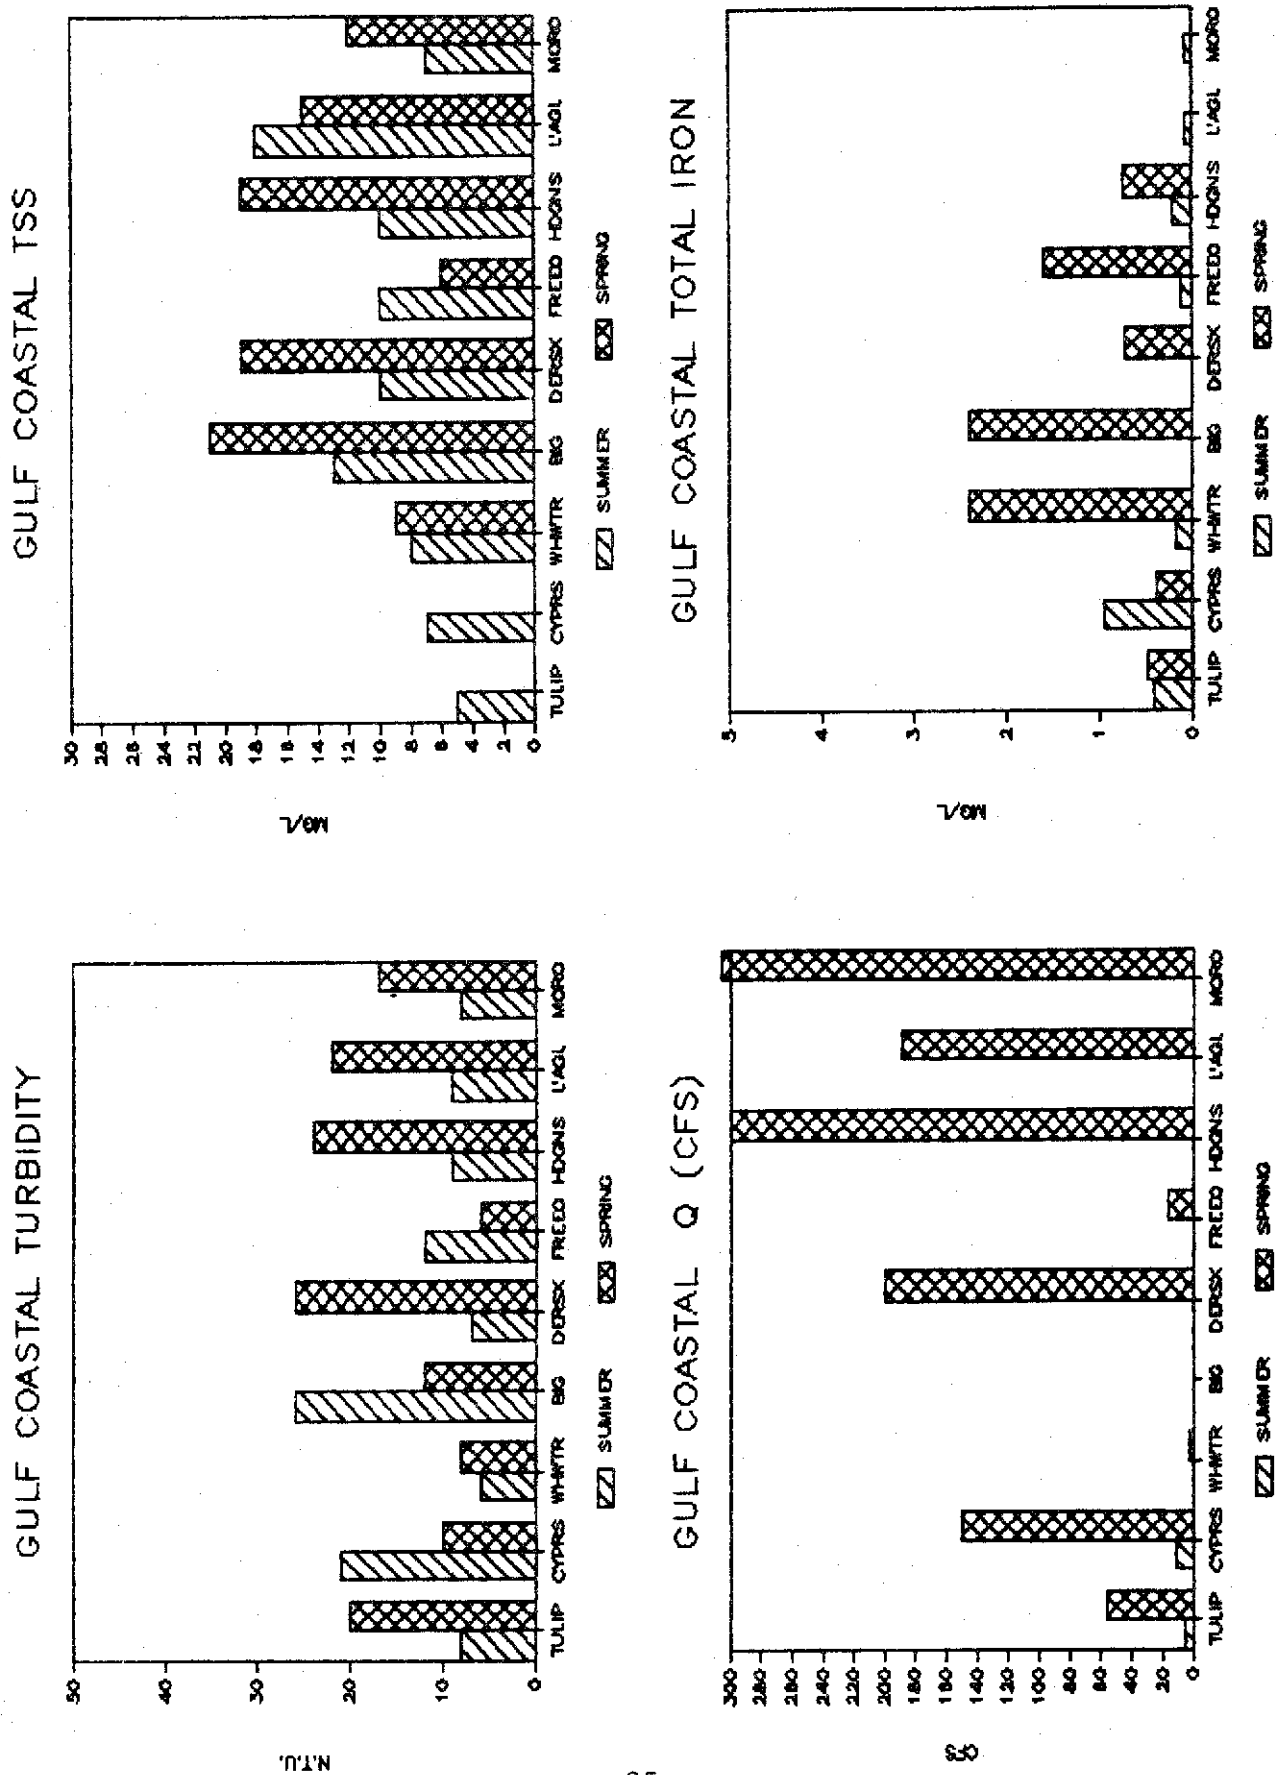 GULF COASTAL TURBIDITY
N.T.U.
50
40
30
20
10
0
TULIP CYPRS WHWTR BIG DERSX FREEO HDGNS L'AGL MORO
SUMMER SPRING
GULF COASTAL TSS
MG/L
30
28
26
24
22
20
18
16
14
12
10
8
6
4
2
0
TULIP CYPRS WHWTR BIG DERSX FREEO HDGNS L'AGL MORO
SUMMER SPRING
GULF COASTAL Q (CFS)
CFS
300
280
260
240
220
200
180
160
140
120
100
80
60
40
20
0
TULIP CYPRS WHWTR BIG DERSX FREEO HDGNS L'AGL MORO
SUMMER SPRING
GULF COASTAL TOTAL IRON
MG/L
5
4
3
2
1
0
TULIP CYPRS WHWTR BIG DERSX FREEO HDGNS L'AGL MORO
SUMMER SPRING